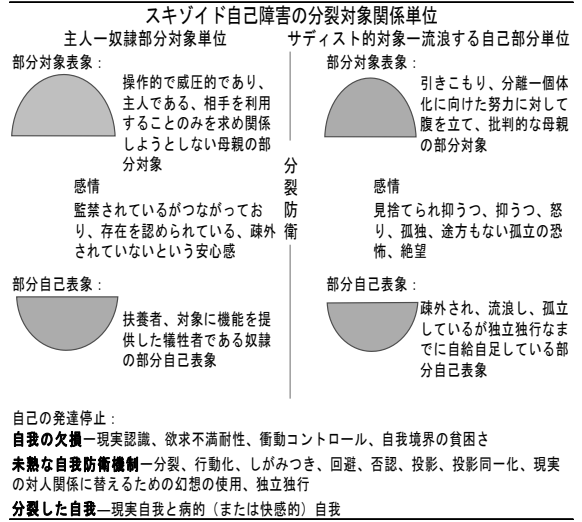 スキゾイド自己障害の分裂対象関係単位
主人ー奴隷部分対象単位
部分対象表象：
操作的で威圧的であり、
主人である、相手を利用
することのみを求め関係
しようとしない母親の部
分対象
感情
監禁されているがつながってお
り、存在を認められている、疎外
されていないという安心感
部分自己表象：
扶養者、対象に機能を提
供した犠牲者である奴隷
の部分自己表象
分裂防衛
サディスト的対象ー流浪する自己部分単位
部分対象表象：
引きこもり、分離ー個体
化に向けた努力に対して
腹を立て、批判的な母親
の部分対象
感情
見捨てられ抑うつ、抑うつ、怒
り、孤独、途方もない孤立の恐
怖、絶望
部分自己表象：
疎外され、流浪し、孤立
しているが独立独行なま
でに自給自足している部
分自己表象
自己の発達停止：
自我の欠損ー現実認識、欲求不満耐性、衝動コントロール、自我境界の貧困さ
未熟な自我防衛機制ー分裂、行動化、しがみつき、回避、否認、投影、投影同一化、現実
の対人関係に替えるための幻想の使用、独立独行
分裂した自我―現実自我と病的（または快感的）自我